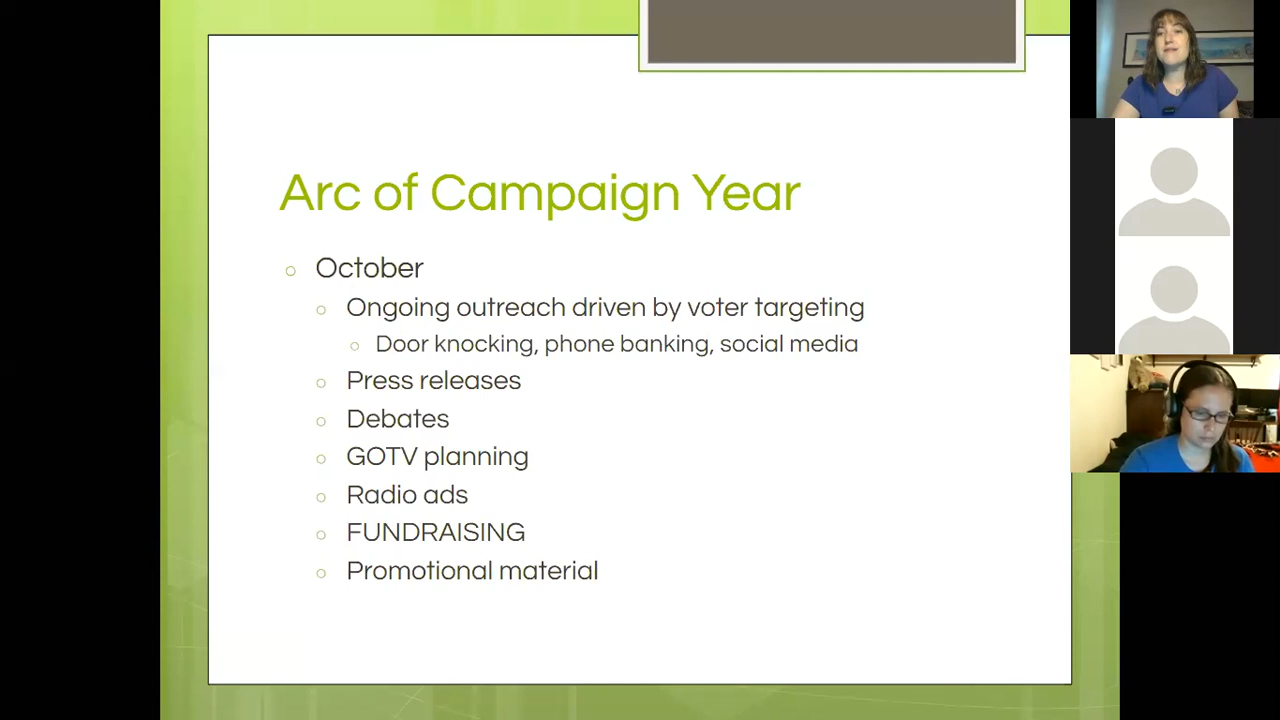 Arc of Campaign Year
October
Ongoing outreach driven by voter targeting
Door knocking, phone banking, social media
Press releases
Debates
GOTV planning
Radio ads
FUNDRAISING
Promotional material